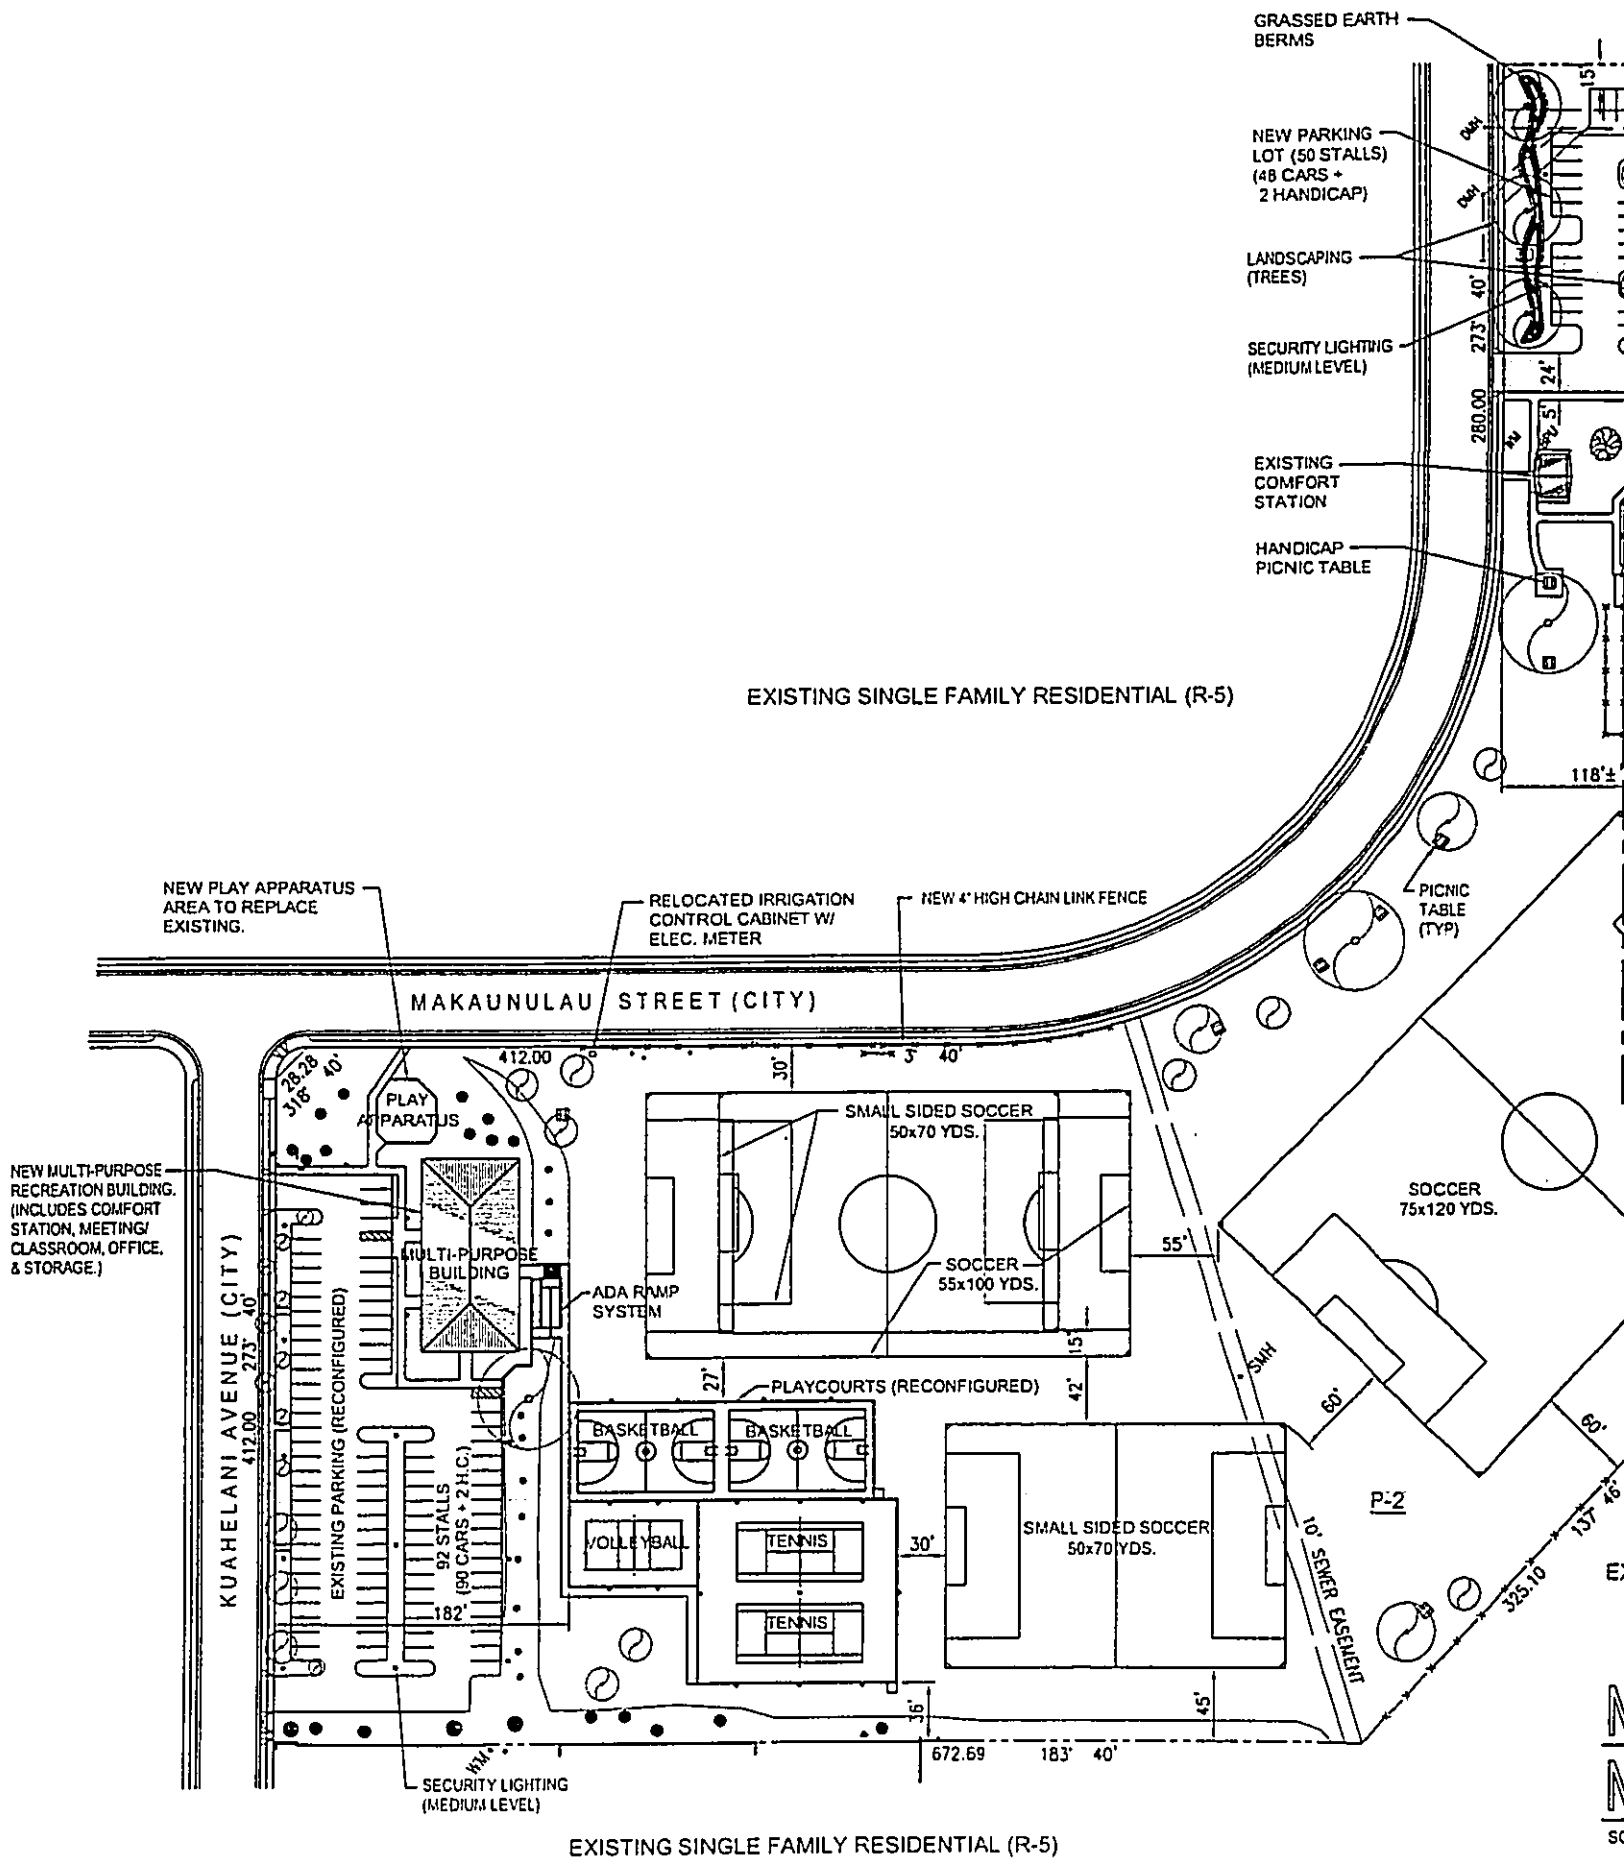 GRASSED EARTH
BERMS
15'
NEW PARKING
LOT (50 STALLS)
(48 CARS +
2 HANDICAP)
DMH
DMH
LANDSCAPING
(TREES)
SECURITY LIGHTING
(MEDIUM LEVEL)
273° 40'
280.00
24'
5'
EXISTING
COMFORT
STATION
HANDICAP
PICNIC TABLE
EXISTING SINGLE FAMILY RESIDENTIAL (R-5)
118'±
PICNIC
TABLE
(TYP)
NEW PLAY APPARATUS
AREA TO REPLACE
EXISTING.
RELOCATED IRRIGATION
CONTROL CABINET W/
ELEC. METER
NEW 4' HIGH CHAIN LINK FENCE
MAKAUNULAU STREET (CITY)
28.28
318° 40'
412.00
3° 40'
30'
PLAY
APPARATUS
SMALL SIDED SOCCER
50x70 YDS.
NEW MULTI-PURPOSE
RECREATION BUILDING.
(INCLUDES COMFORT
STATION, MEETING/
CLASSROOM, OFFICE,
& STORAGE.)
MULTI-PURPOSE
BUILDING
ADA RAMP
SYSTEM
SOCCER
55x100 YDS.
55'
SOCCER
75x120 YDS.
KUAHELANI AVENUE (CITY)
273° 40'
412.00
EXISTING PARKING (RECONFIGURED)
92 STALLS
(90 CARS + 2 H.C.)
182'
27'
15'
42'
PLAYCOURTS (RECONFIGURED)
BASKETBALL
BASKETBALL
SMH
60'
60'
VOLLEYBALL
TENNIS
TENNIS
30'
SMALL SIDED SOCCER
50x70 YDS.
P-2
10' SEWER EASEMENT
137° 46'
325.10
36'
45'
672.69 183° 40'
WM
SECURITY LIGHTING
(MEDIUM LEVEL)
EXISTING SINGLE FAMILY RESIDENTIAL (R-5)